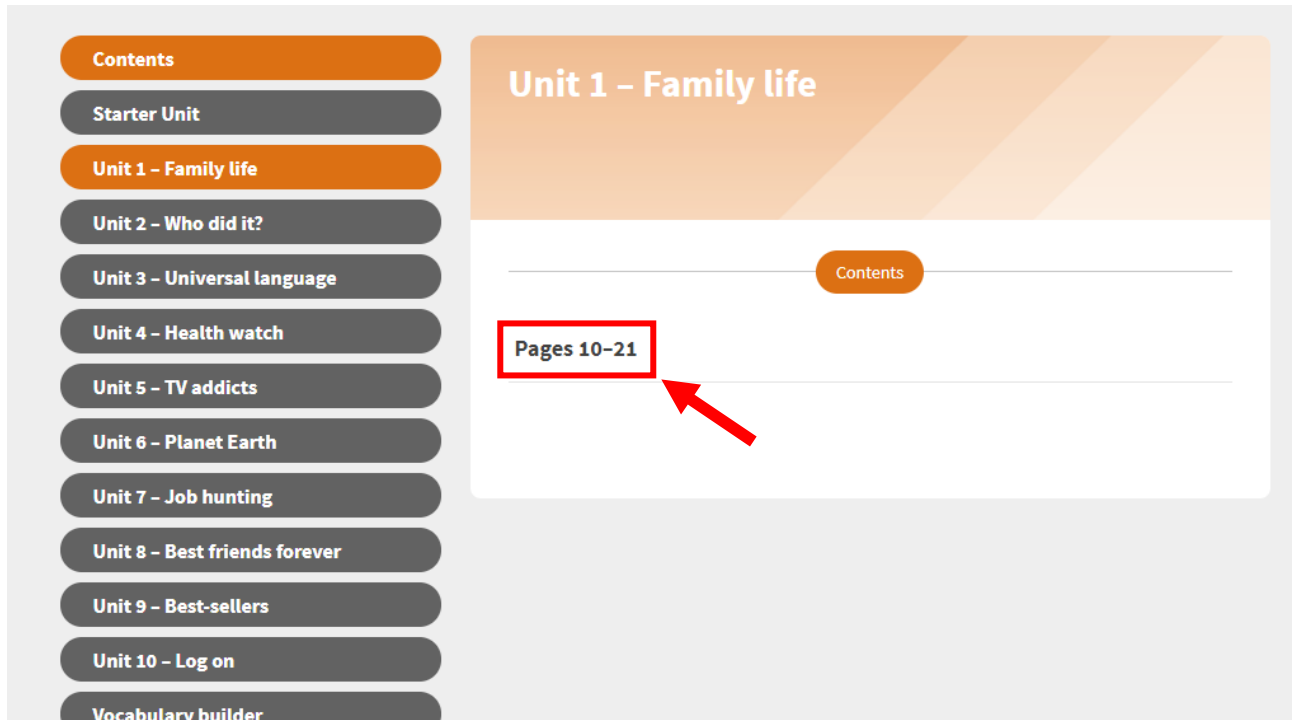 Contents
Starter Unit
Unit 1 – Family life
Unit 2 – Who did it?
Unit 3 – Universal language
Unit 4 – Health watch
Unit 5 – TV addicts
Unit 6 – Planet Earth
Unit 7 – Job hunting
Unit 8 – Best friends forever
Unit 9 – Best-sellers
Unit 10 – Log on
Vocabulary builder
Unit 1 – Family life
Contents
Pages 10–21